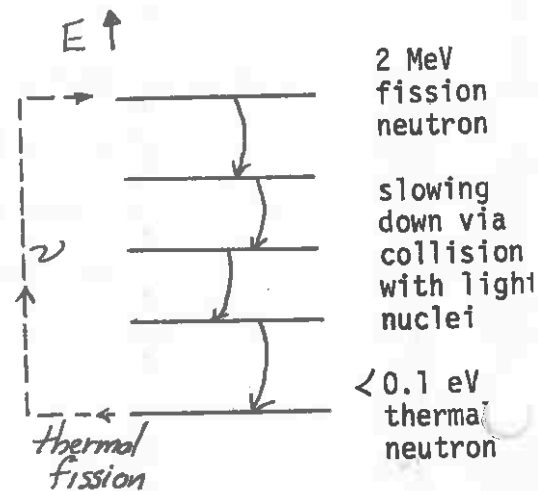 E ↑
2 MeV
fission
neutron
slowing
down via
collision
with light
nuclei
ν
<0.1 eV
thermal
neutron
thermal
fission